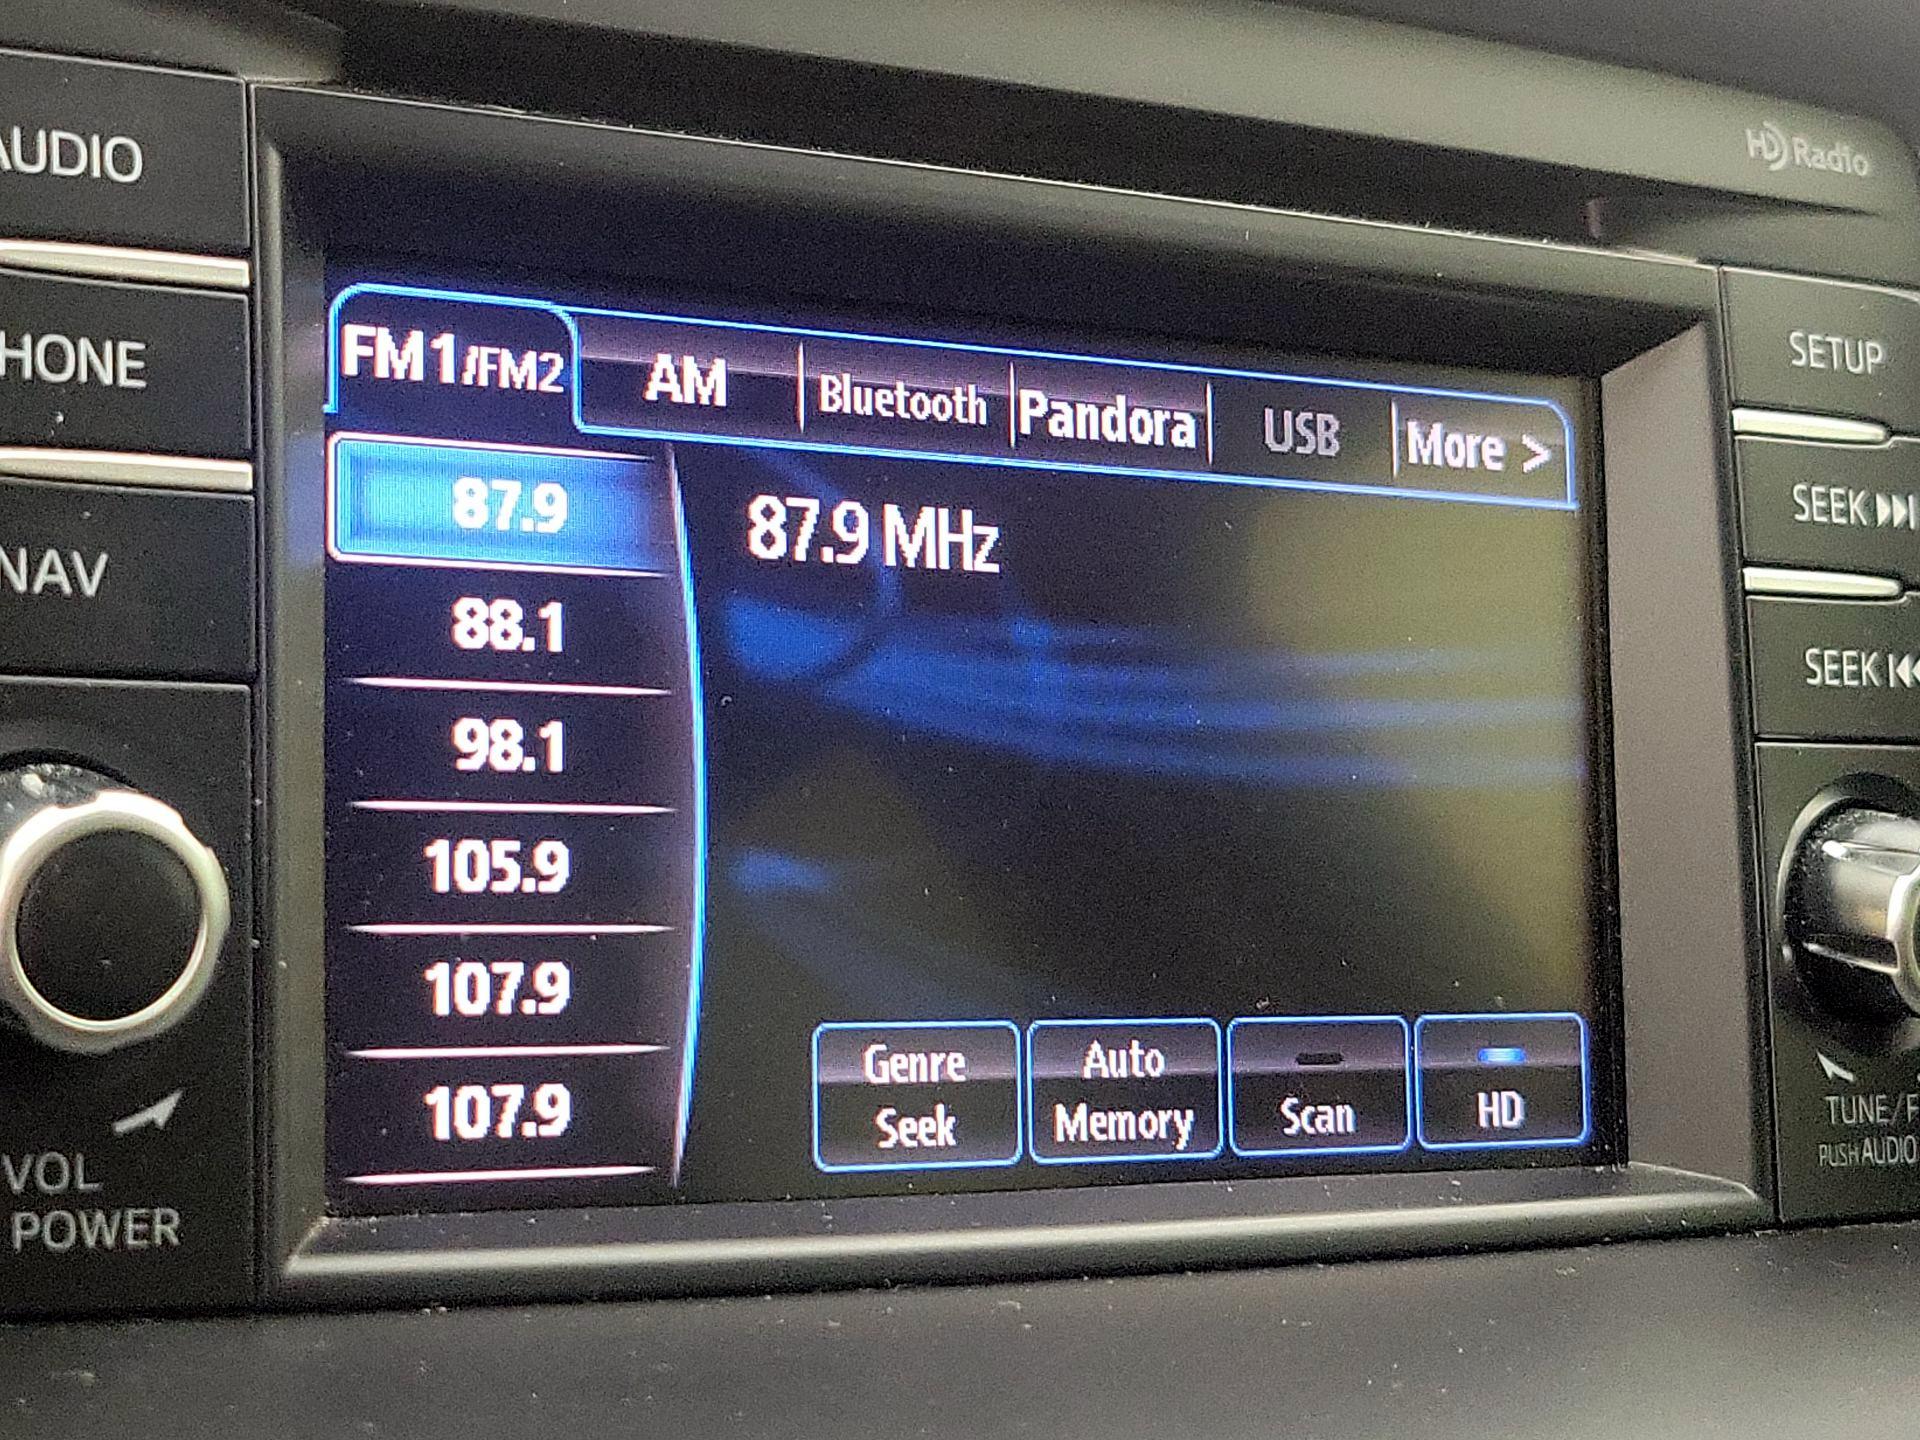 AUDIO
HD Radio
HONE
NAV
VOL
POWER
FM1/FM2 AM Bluetooth Pandora USB More >
87.9
88.1
98.1
105.9
107.9
107.9
87.9 MHz
Genre
Seek
Auto
Memory
Scan
HD
SETUP
SEEK
SEEK
TUNE/F
PUSH AUDIO